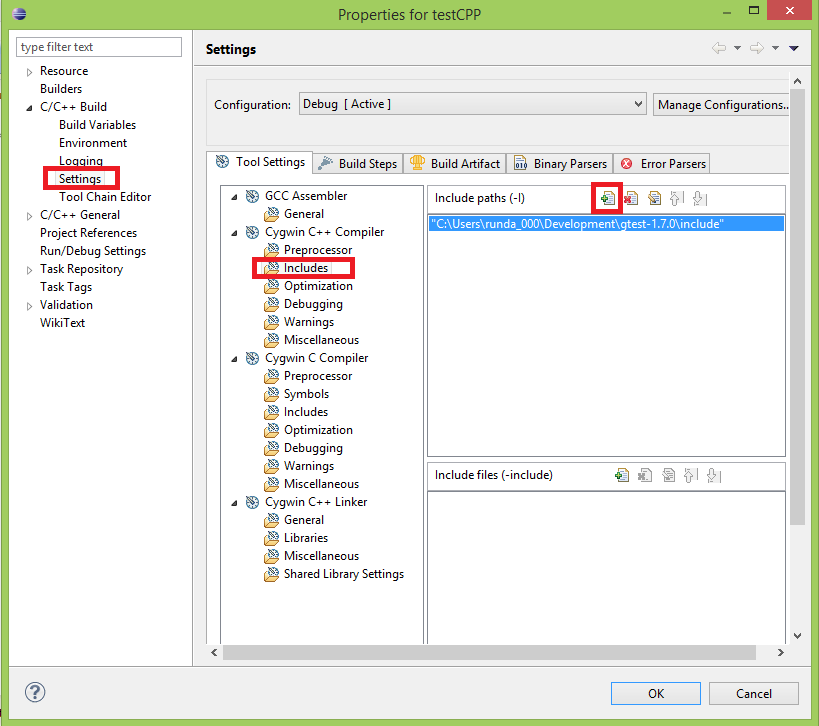 Properties for testCPP
type filter text
Resource
Builders
C/C++ Build
Build Variables
Environment
Logging
Settings
Tool Chain Editor
C/C++ General
Project References
Run/Debug Settings
Task Repository
Task Tags
Validation
WikiText
Settings
Configuration:
Debug [ Active ]
Manage Configurations..
Tool Settings
Build Steps
Build Artifact
Binary Parsers
Error Parsers
GCC Assembler
General
Cygwin C++ Compiler
Preprocessor
Includes
Optimization
Debugging
Warnings
Miscellaneous
Cygwin C Compiler
Preprocessor
Symbols
Includes
Optimization
Debugging
Warnings
Miscellaneous
Cygwin C++ Linker
General
Libraries
Miscellaneous
Shared Library Settings
Include paths (-I)
"C:\Users\runda_000\Development\gtest-1.7.0\include"
Include files (-include)
OK
Cancel